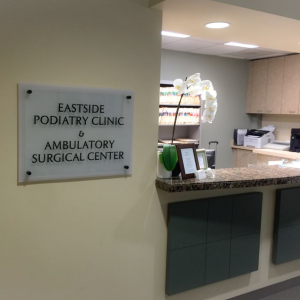 EASTSIDE
PODIATRY CLINIC
&
AMBULATORY
SURGICAL CENTER